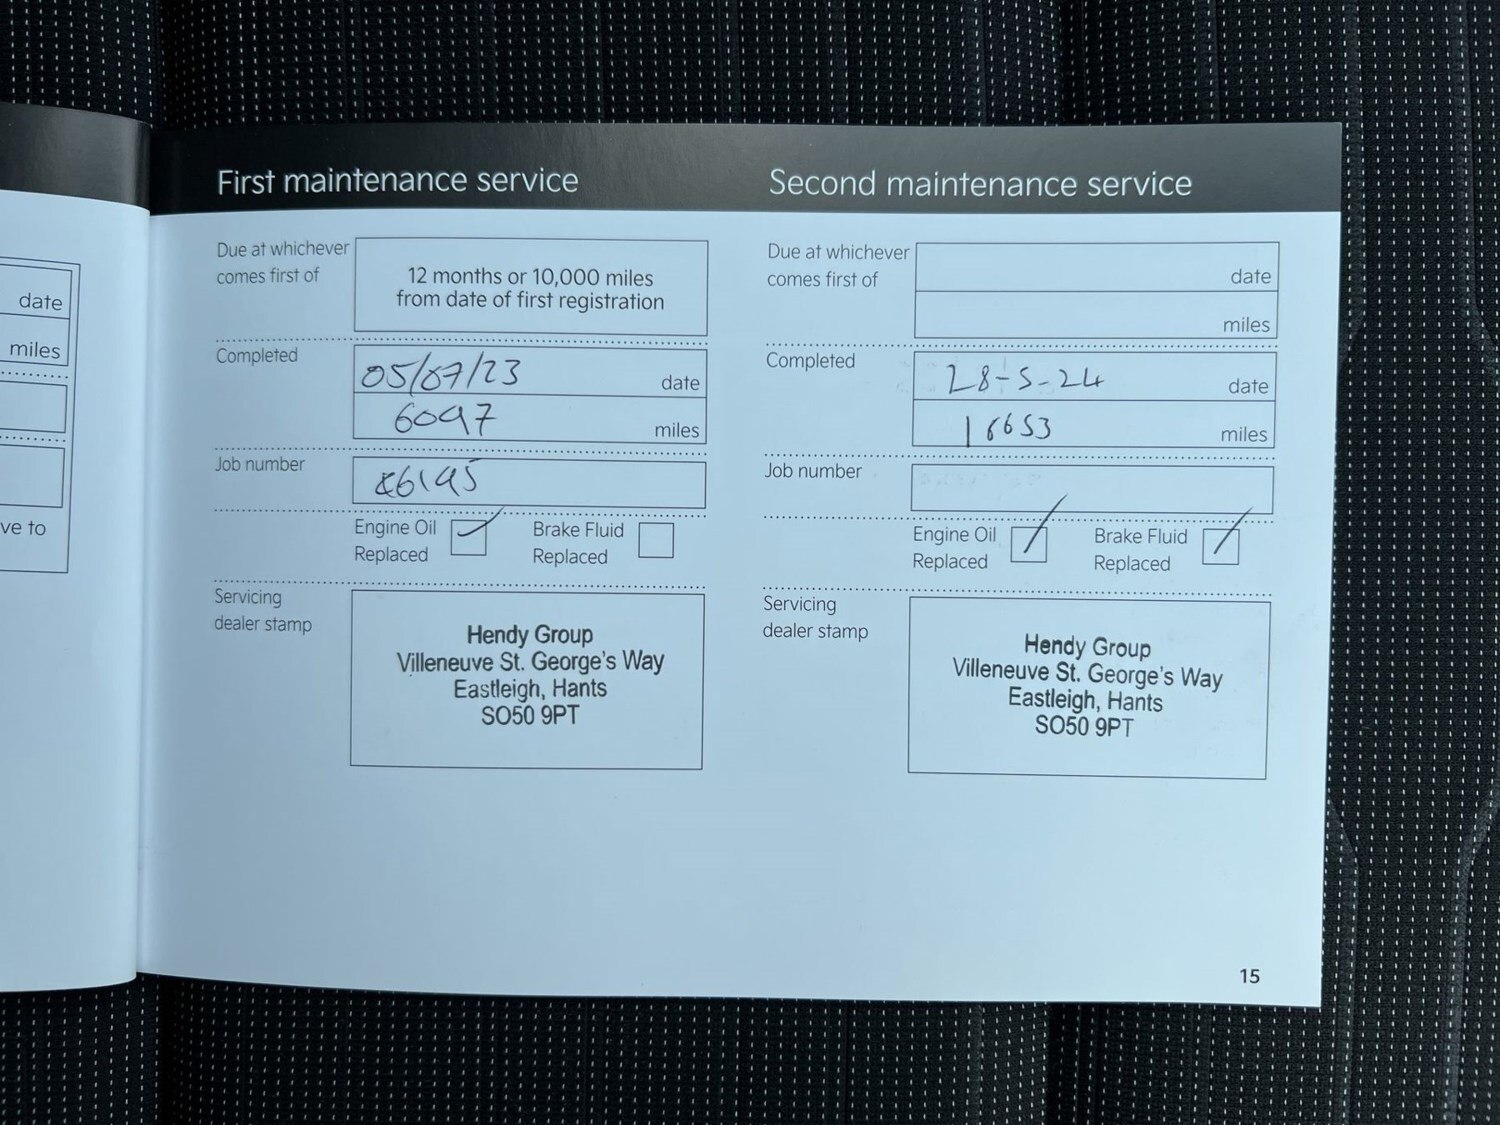 date
miles
ve to
First maintenance service
Due at whichever
comes first of
12 months or 10,000 miles
from date of first registration
Completed
05/07/23
date
6097
miles
Job number
86195
Engine Oil
Replaced
Brake Fluid
Replaced
Servicing
dealer stamp
Hendy Group
Villeneuve St. George's Way
Eastleigh, Hants
SO50 9PT
Second maintenance service
Due at whichever
comes first of
date
miles
Completed
28-5-24
date
16653
miles
Job number
Engine Oil
Replaced
Brake Fluid
Replaced
Servicing
dealer stamp
Hendy Group
Villeneuve St. George's Way
Eastleigh, Hants
SO50 9PT
15